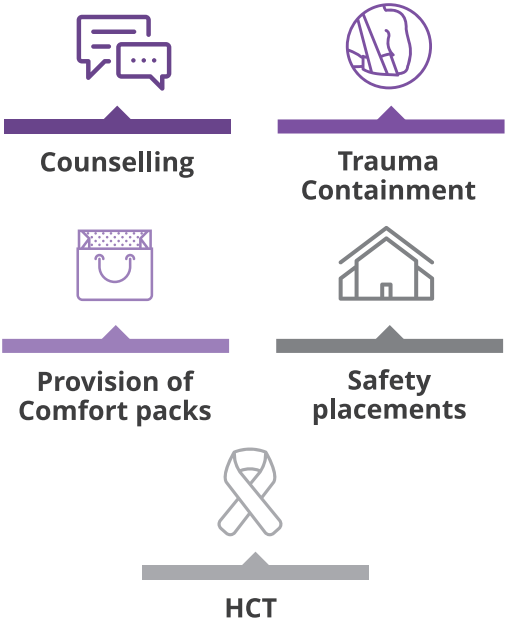 Counselling
Trauma
Containment
Provision of
Comfort packs
Safety
placements
HCT